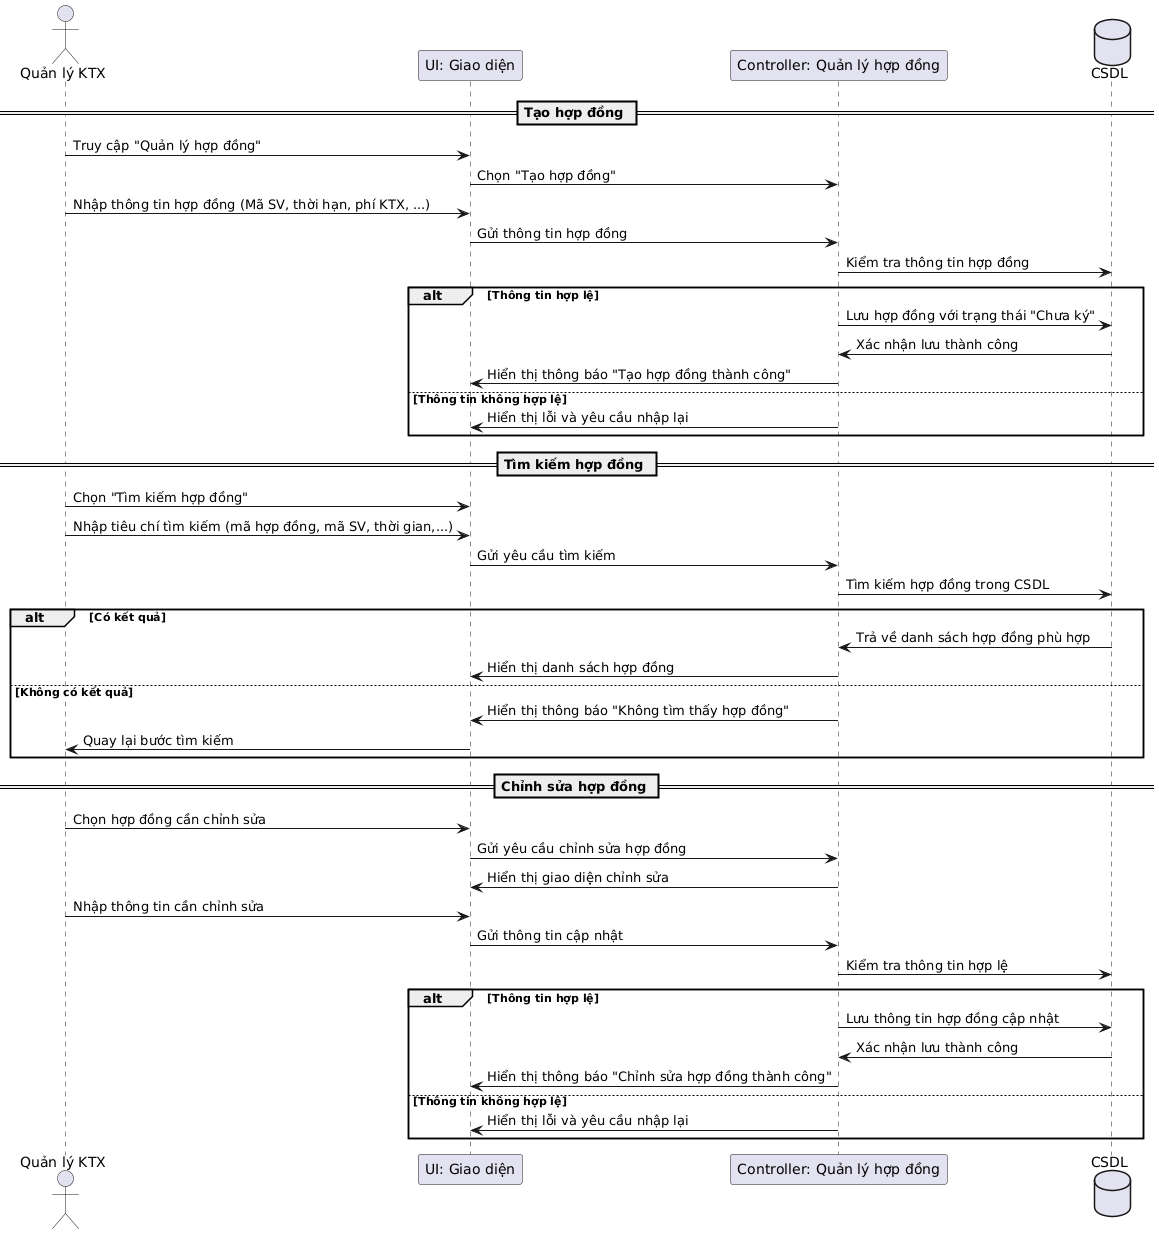 Quản lý KTX
UI: Giao diện
Controller: Quản lý hợp đồng
CSDL
Tạo hợp đồng
Truy cập "Quản lý hợp đồng"
Chọn "Tạo hợp đồng"
Nhập thông tin hợp đồng (Mã SV, thời hạn, phí KTX, ...)
Gửi thông tin hợp đồng
Kiểm tra thông tin hợp đồng
alt [Thông tin hợp lệ]
Lưu hợp đồng với trạng thái "Chưa ký"
Xác nhận lưu thành công
Hiển thị thông báo "Tạo hợp đồng thành công"
[Thông tin không hợp lệ]
Hiển thị lỗi và yêu cầu nhập lại
Tìm kiếm hợp đồng
Chọn "Tìm kiếm hợp đồng"
Nhập tiêu chí tìm kiếm (mã hợp đồng, mã SV, thời gian,...)
Gửi yêu cầu tìm kiếm
Tìm kiếm hợp đồng trong CSDL
alt [Có kết quả]
Trả về danh sách hợp đồng phù hợp
Hiển thị danh sách hợp đồng
[Không có kết quả]
Hiển thị thông báo "Không tìm thấy hợp đồng"
Quay lại bước tìm kiếm
Chỉnh sửa hợp đồng
Chọn hợp đồng cần chỉnh sửa
Gửi yêu cầu chỉnh sửa hợp đồng
Hiển thị giao diện chỉnh sửa
Nhập thông tin cần chỉnh sửa
Gửi thông tin cập nhật
Kiểm tra thông tin hợp lệ
alt [Thông tin hợp lệ]
Lưu thông tin hợp đồng cập nhật
Xác nhận lưu thành công
Hiển thị thông báo "Chỉnh sửa hợp đồng thành công"
[Thông tin không hợp lệ]
Hiển thị lỗi và yêu cầu nhập lại
Quản lý KTX
UI: Giao diện
Controller: Quản lý hợp đồng
CSDL